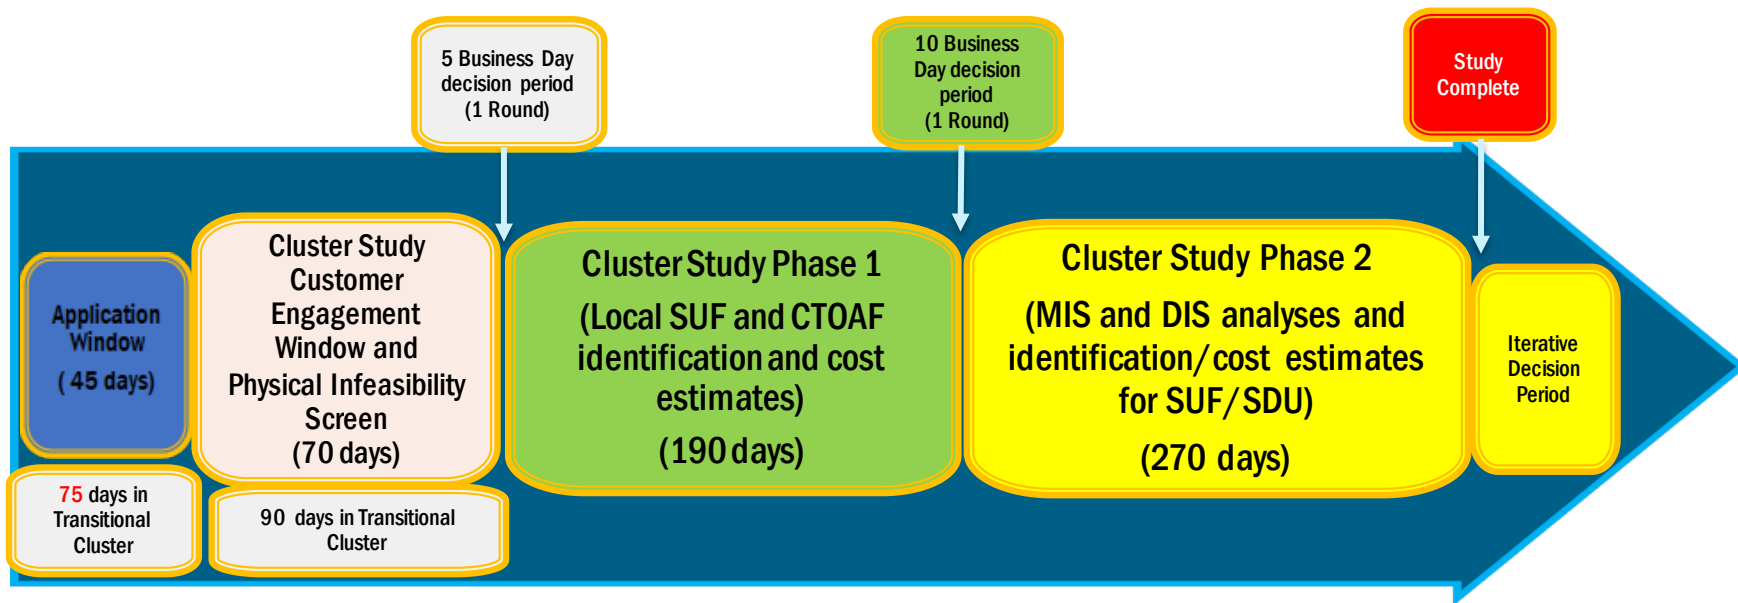 5 Business Day
decision period
(1 Round)
10 Business
Day decision
period
(1 Round)
Study
Complete
Application
Window
( 45 days)
Cluster Study
Customer
Engagement
Window and
Physical Infeasibility
Screen
(70 days)
Cluster Study Phase 1
(Local SUF and CTOAF
identification and cost
estimates)
(190 days)
Cluster Study Phase 2
(MIS and DIS analyses and
identification/cost estimates
for SUF/SDU)
(270 days)
Iterative
Decision
Period
75 days in
Transitional
Cluster
90 days in Transitional
Cluster